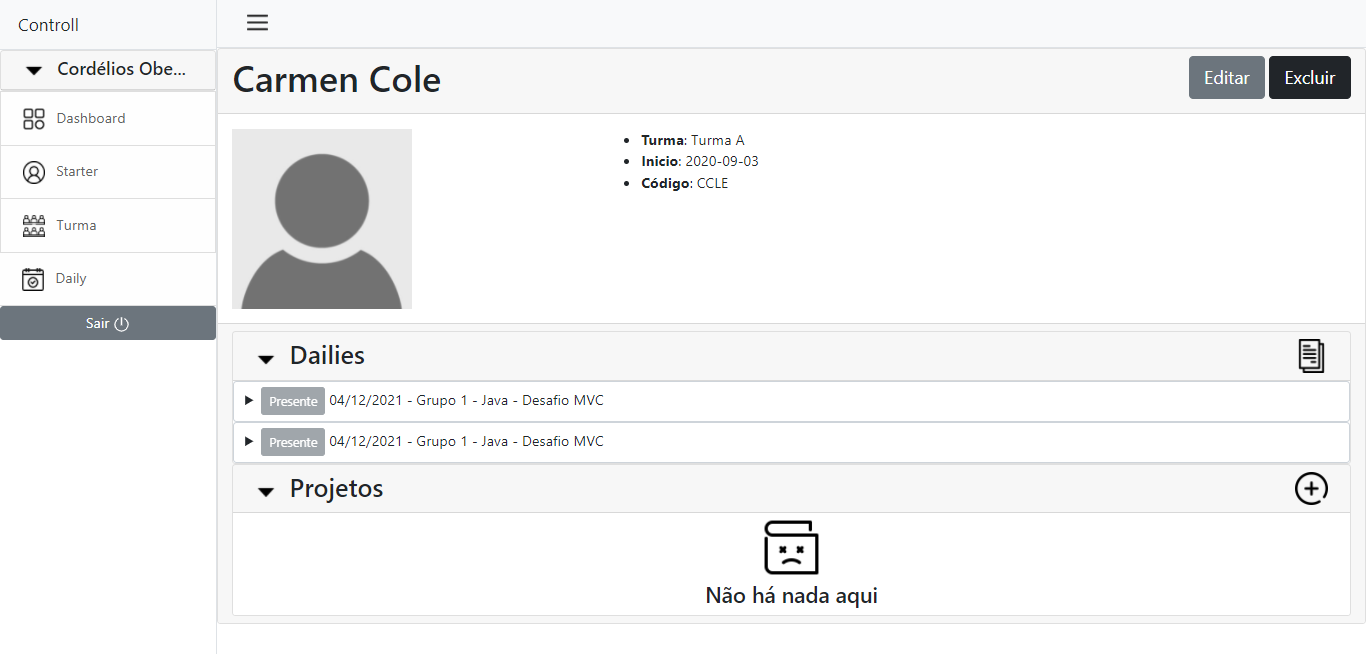 Controll
Cordélios Obe...
Dashboard
Starter
Turma
Daily
Sair
Carmen Cole
Editar
Excluir
Turma: Turma A
Inicio: 2020-09-03
Código: CCLE
Dailies
Presente 04/12/2021 - Grupo 1 - Java - Desafio MVC
Presente 04/12/2021 - Grupo 1 - Java - Desafio MVC
Projetos
Não há nada aqui